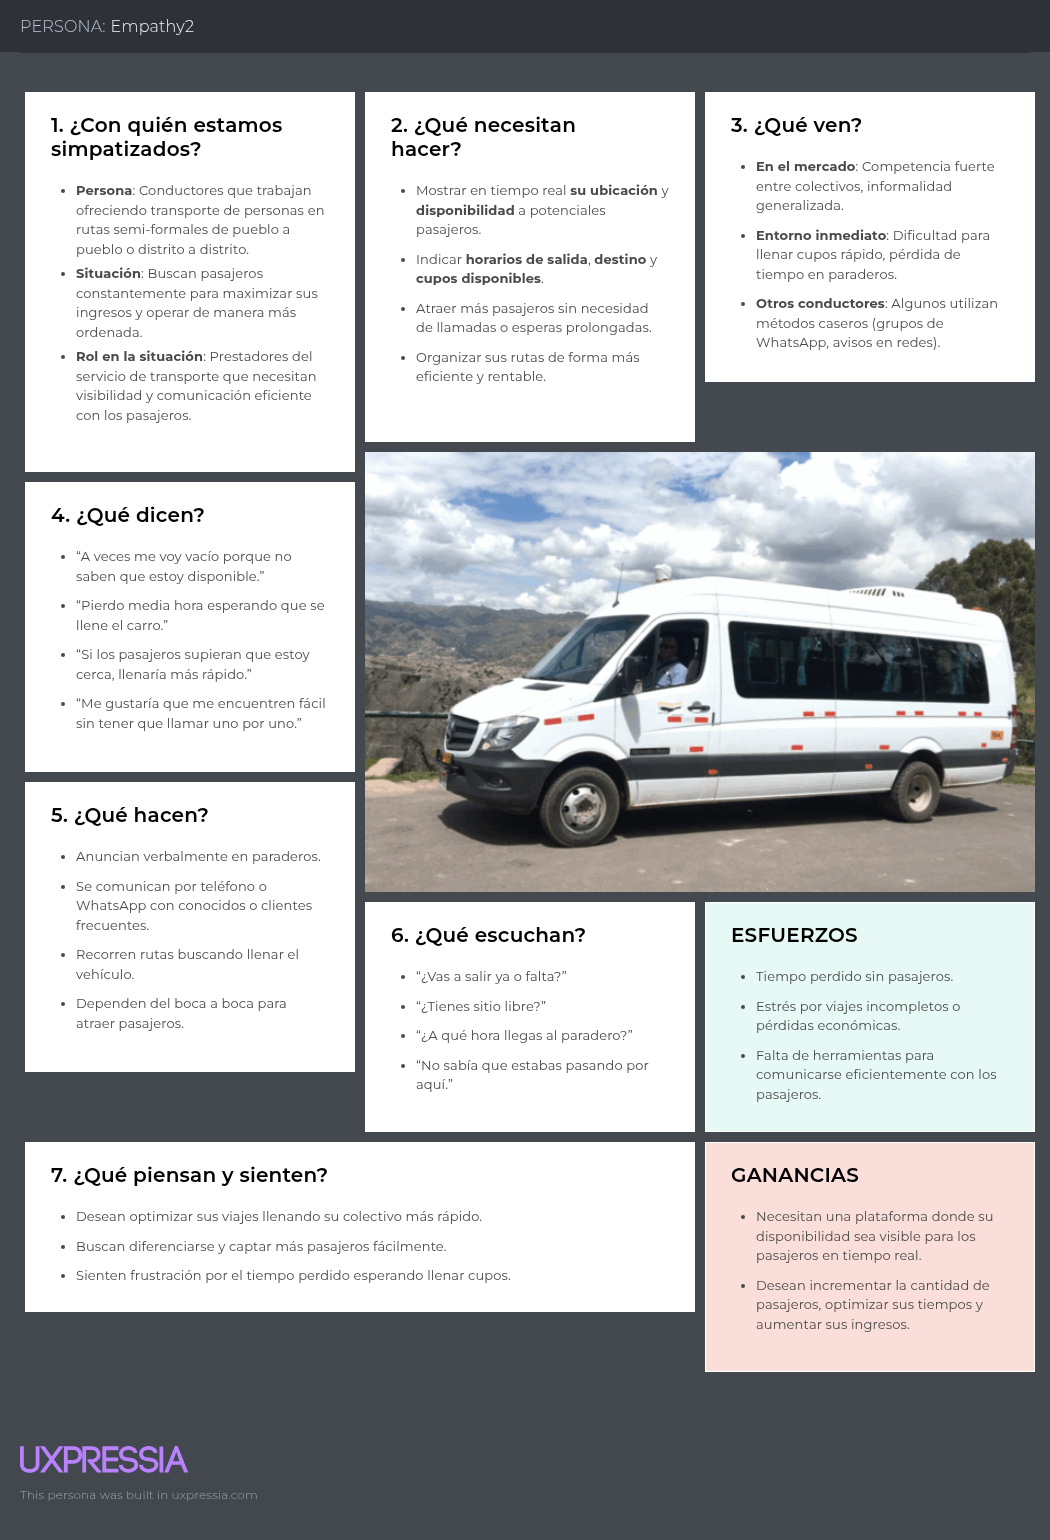 PERSONA: Empathy2
1. ¿Con quién estamos
simpatizados?
• Persona: Conductores que trabajan
ofreciendo transporte de personas en
rutas semi-formales de pueblo a
pueblo o distrito a distrito.
• Situación: Buscan pasajeros
constantemente para maximizar sus
ingresos y operar de manera más
ordenada.
• Rol en la situación: Prestadores del
servicio de transporte que necesitan
visibilidad y comunicación eficiente
con los pasajeros.
2. ¿Qué necesitan
hacer?
• Mostrar en tiempo real su ubicación y
disponibilidad a potenciales
pasajeros.
• Indicar horarios de salida, destino y
cupos disponibles.
• Atraer más pasajeros sin necesidad
de llamadas o esperas prolongadas.
• Organizar sus rutas de forma más
eficiente y rentable.
3. ¿Qué ven?
• En el mercado: Competencia fuerte
entre colectivos, informalidad
generalizada.
• Entorno inmediato: Dificultad para
llenar cupos rápido, pérdida de
tiempo en paraderos.
• Otros conductores: Algunos utilizan
métodos caseros (grupos de
WhatsApp, avisos en redes).
4. ¿Qué dicen?
• “A veces me voy vacío porque no
saben que estoy disponible.”
• “Pierdo media hora esperando que se
llene el carro.”
• “Si los pasajeros supieran que estoy
cerca, llenaría más rápido.”
• “Me gustaría que me encuentren fácil
sin tener que llamar uno por uno.”
5. ¿Qué hacen?
• Anuncian verbalmente en paraderos.
• Se comunican por teléfono o
WhatsApp con conocidos o clientes
frecuentes.
• Recorren rutas buscando llenar el
vehículo.
• Dependen del boca a boca para
atraer pasajeros.
6. ¿Qué escuchan?
• “¿Vas a salir ya o falta?”
• “¿Tienes sitio libre?”
• “¿A qué hora llegas al paradero?”
• “No sabía que estabas pasando por
aquí.”
ESFUERZOS
• Tiempo perdido sin pasajeros.
• Estrés por viajes incompletos o
pérdidas económicas.
• Falta de herramientas para
comunicarse eficientemente con los
pasajeros.
7. ¿Qué piensan y sienten?
• Desean optimizar sus viajes llenando su colectivo más rápido.
• Buscan diferenciarse y captar más pasajeros fácilmente.
• Sienten frustración por el tiempo perdido esperando llenar cupos.
GANANCIAS
• Necesitan una plataforma donde su
disponibilidad sea visible para los
pasajeros en tiempo real.
• Desean incrementar la cantidad de
pasajeros, optimizar sus tiempos y
aumentar sus ingresos.
UXPRESSIA
This persona was built in uxpressia.com